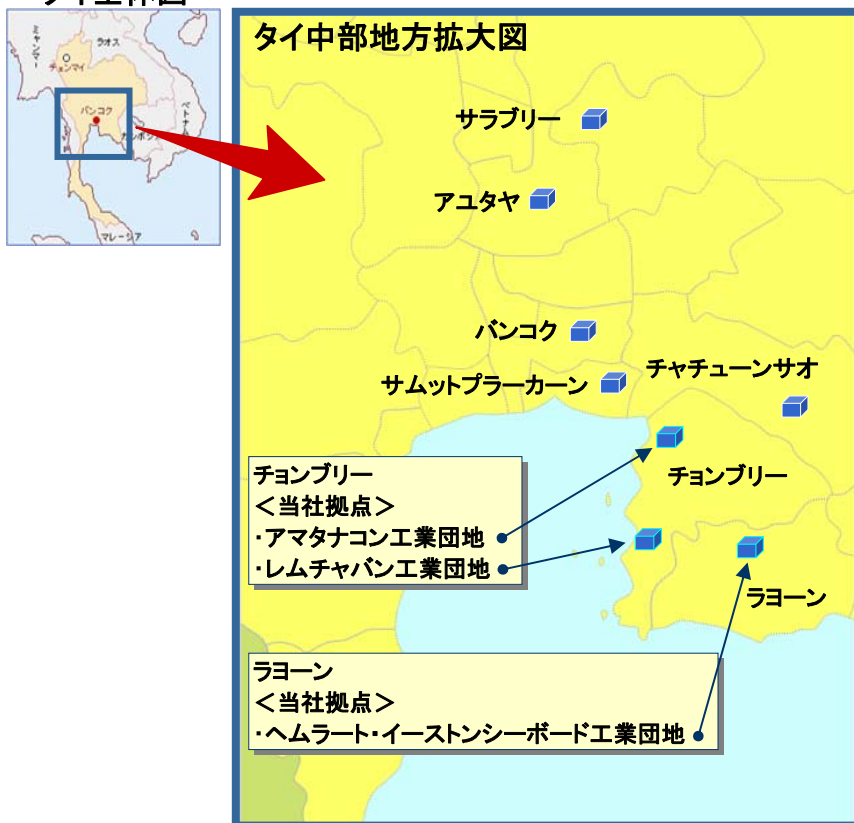 タイ中部地方拡大図
ミャンマー
ラオス
チェンマイ
バンコク
ベトナム
マレーシア
サラブリー
アユタヤ
バンコク
チャチューンサオ
サムットプラーカーン
チョンブリー
チョンブリー
＜当社拠点＞
・アマタナコン工業団地
・レムチャバン工業団地
ラヨーン
ラヨーン
＜当社拠点＞
・ヘムラート・イーストンシーボード工業団地